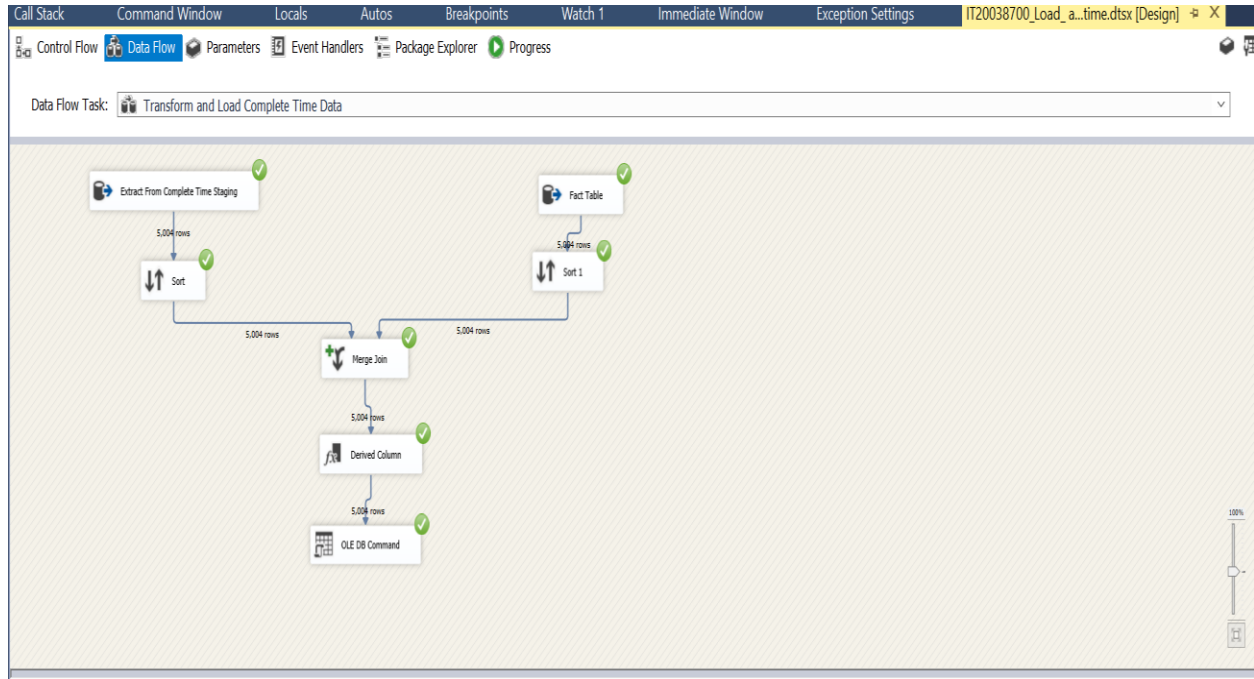 Call Stack Command Window Locals Autos Breakpoints Watch 1 Immediate Window Exception Settings IT20038700_Load_ a...time.dtsx [Design] X
Control Flow Data Flow Parameters Event Handlers Package Explorer Progress
Data Flow Task: Transform and Load Complete Time Data
Extract From Complete Time Staging
Fact Table
5,004 rows
5,004 rows
Sort
Sort 1
5,004 rows
5,004 rows
Merge Join
5,004 rows
fx Derived Column
5,004 rows
OLE DB Command
100%